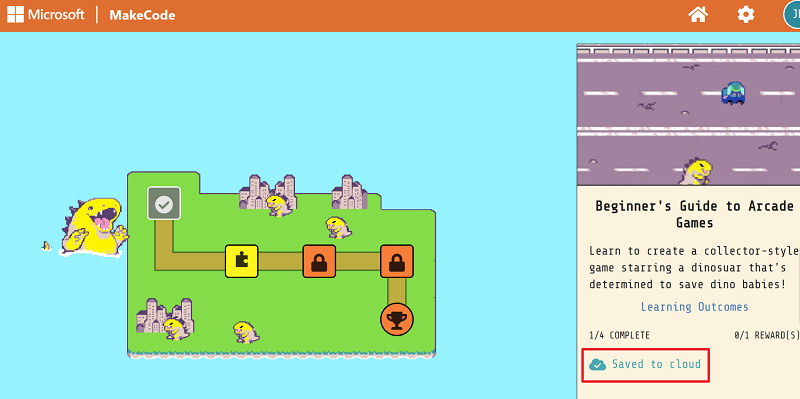 Microsoft | MakeCode
Beginner's Guide to Arcade
Games
Learn to create a collector-style
game starring a dinosuar that's
determined to save dino babies!
Learning Outcomes
1/4 COMPLETE 0/1 REWARD(S)
Saved to cloud